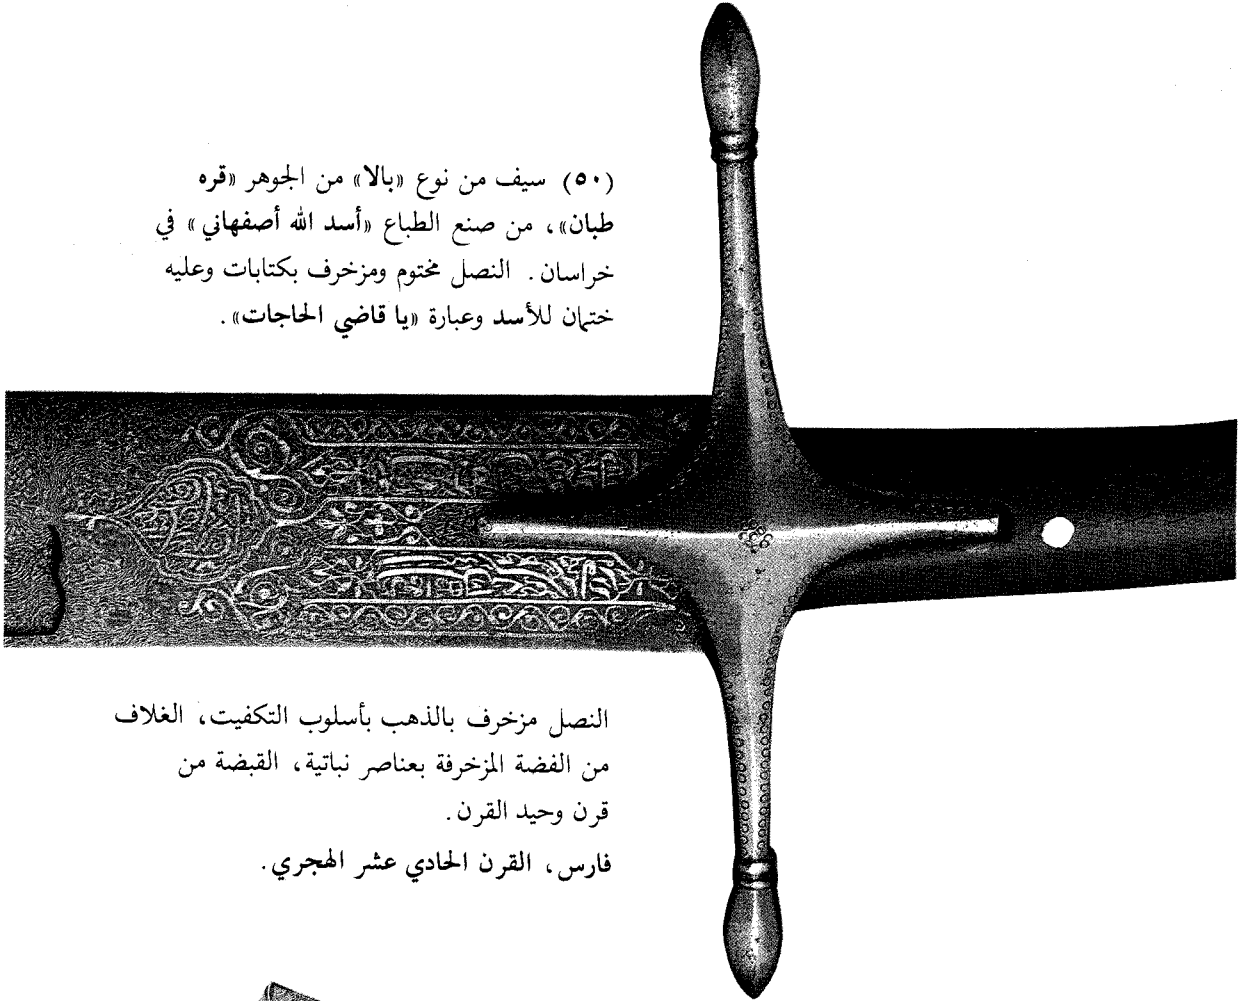 (٥٠) سيف من نوع «بالا» من الجوهر «قره
طبان»، من صنع الطباع «أسد الله أصفهاني» في
خراسان. النصل مختوم ومزخرف بكتابات وعليه
ختمان للأسد وعبارة «يا قاضي الحاجات».
النصل مزخرف بالذهب بأسلوب التكفيت، الغلاف
من الفضة المزخرفة بعناصر نباتية، القبضة من
قرن وحيد القرن.
فارس، القرن الحادي عشر الهجري.